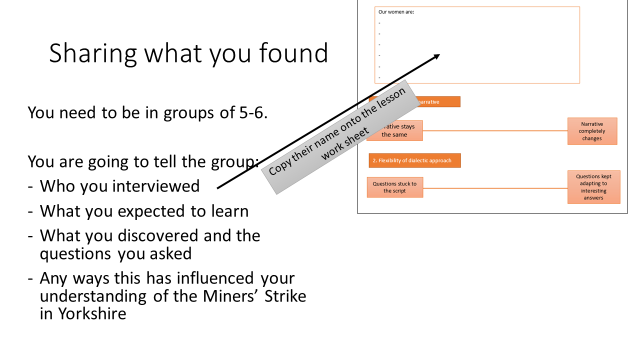 Sharing what you found
You need to be in groups of 5-6.
You are going to tell the group:
- Who you interviewed
- What you expected to learn
- What you discovered and the
questions you asked
- Any ways this has influenced your
understanding of the Miners' Strike
in Yorkshire
Copy their name onto the lesson
work sheet
Our women are:
-
-
-
-
-
-
narrative
stays
the same
Narrative
completely
changes
2. Flexibility of dialectic approach
Questions stuck to
the script
Questions kept
adapting to
interesting
answers